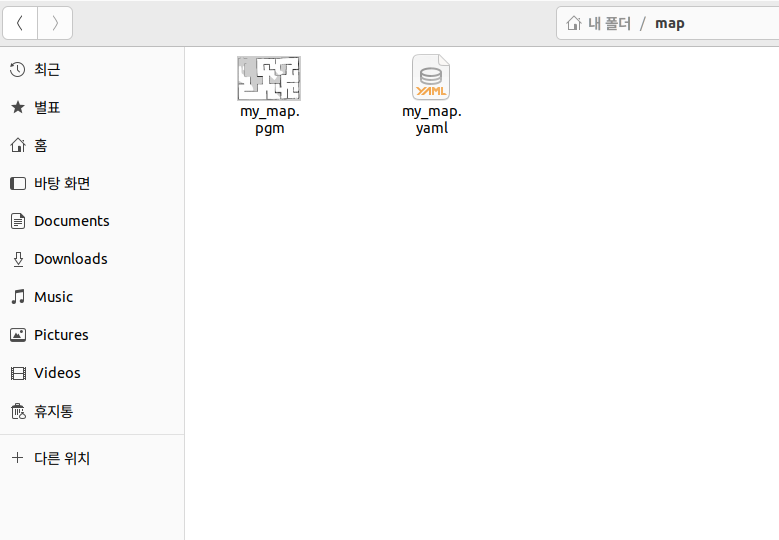 내 폴더 / map
최근
별표
홈
바탕 화면
Documents
Downloads
Music
Pictures
Videos
휴지통
다른 위치
my_map.
pgm
YAML
my_map.
yaml